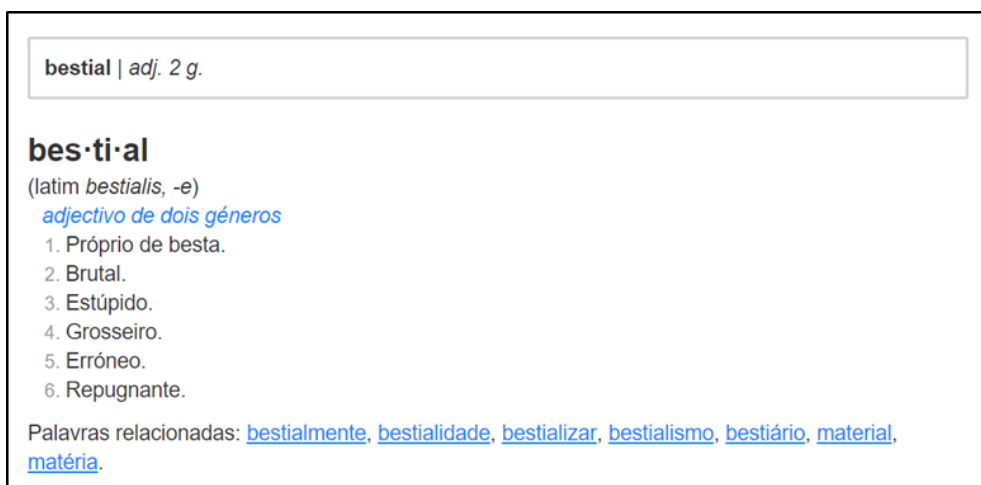 bestial | adj. 2 g.
bes·ti·al
(latim bestialis, -e)
adjectivo de dois géneros
1. Próprio de besta.
2. Brutal.
3. Estúpido.
4. Grosseiro.
5. Erróneo.
6. Repugnante.
Palavras relacionadas: bestialmente, bestialidade, bestializar, bestialismo, bestiário, material,
matéria.